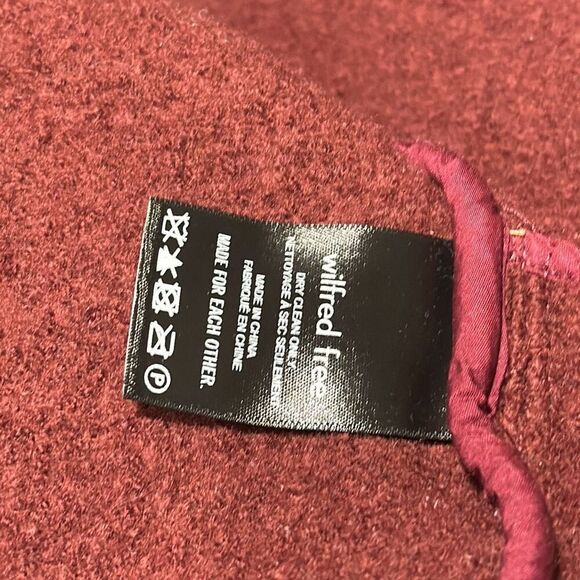 wilfred free
DRY CLEAN ONLY
NETTOYAGE À SEC SEULEMENT
MADE IN CHINA
FABRIQUÉ EN CHINE
MADE FOR EACH OTHER
P